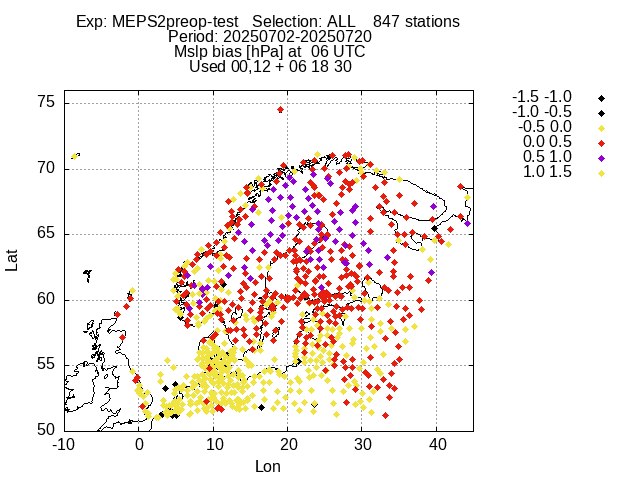 Exp: MEPS2preop-test   Selection: ALL    847 stations
Period: 20250702-20250720
Mslp bias [hPa] at  06 UTC
Used 00,12 + 06 18 30
-1.5 -1.0
-1.0 -0.5
-0.5 0.0
0.0 0.5
0.5 1.0
1.0 1.5
75
70
65
60
55
50
Lat
-10 0 10 20 30 40
Lon